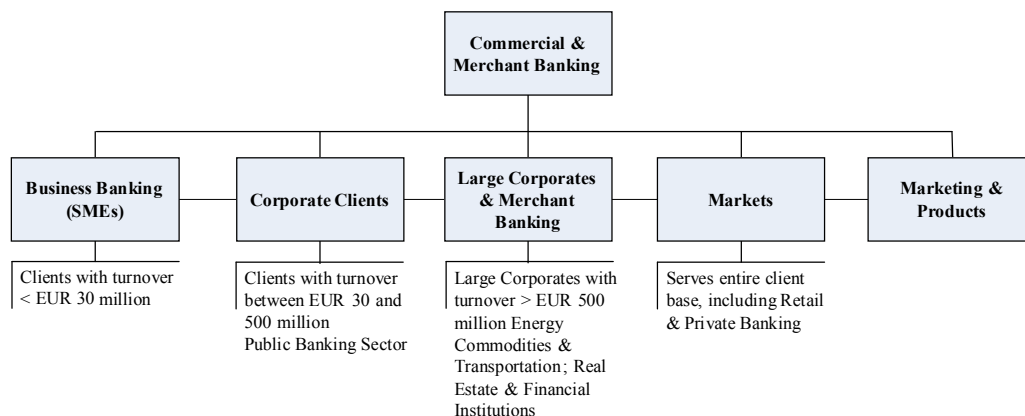 Commercial &
Merchant Banking
Business Banking
(SMEs)
Corporate Clients
Large Corporates
& Merchant
Banking
Markets
Marketing &
Products
Clients with turnover
< EUR 30 million
Clients with turnover
between EUR 30 and
500 million
Public Banking Sector
Large Corporates with
turnover > EUR 500
million Energy
Commodities &
Transportation; Real
Estate & Financial
Institutions
Serves entire client
base, including Retail
& Private Banking